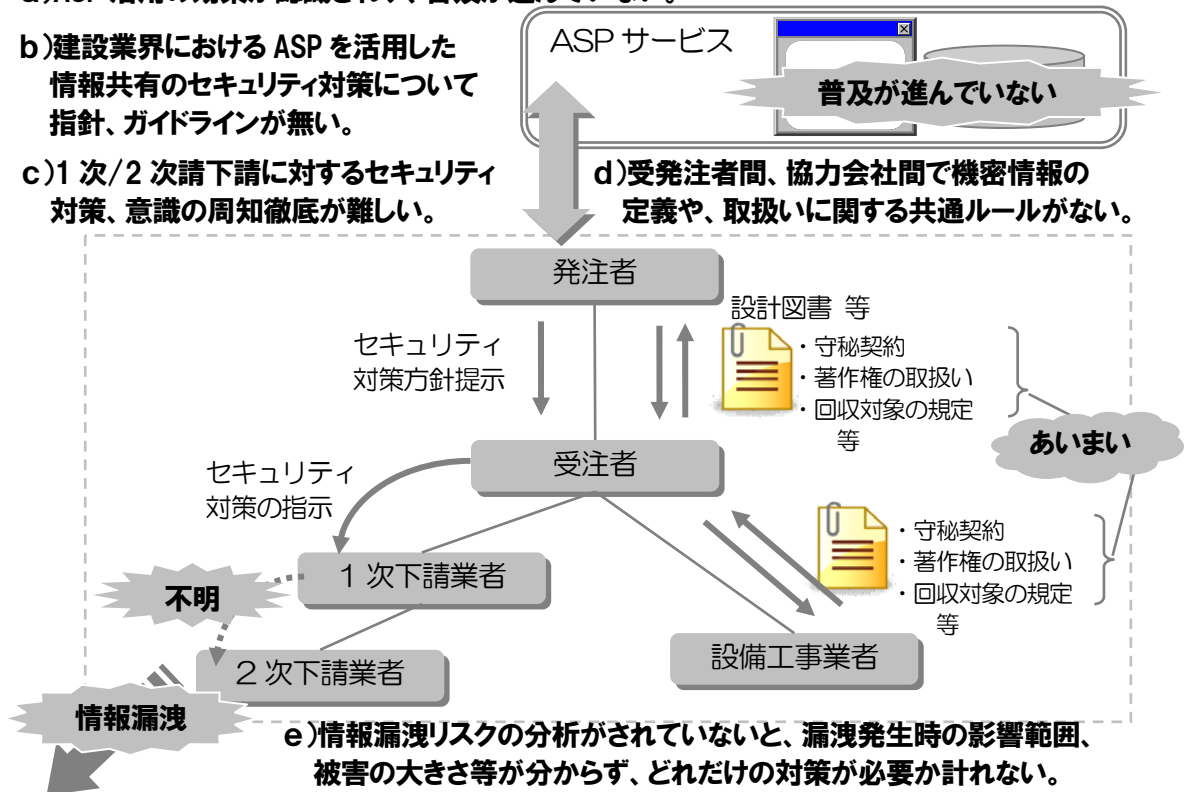 b)建設業界における ASP を活用した
情報共有のセキュリティ対策について
指針、ガイドラインが無い。
ASP サービス
普及が進んでいない
c)1 次/2 次請下請に対するセキュリティ
対策、意識の周知徹底が難しい。
d)受発注者間、協力会社間で機密情報の
定義や、取扱いに関する共通ルールがない。
発注者
設計図書 等
セキュリティ
対策方針提示
・守秘契約
・著作権の取扱い
・回収対象の規定
等
あいまい
受注者
セキュリティ
対策の指示
・守秘契約
・著作権の取扱い
・回収対象の規定
等
1 次下請業者
不明
2 次下請業者
設備工事業者
情報漏洩
e)情報漏洩リスクの分析がされていないと、漏洩発生時の影響範囲、
被害の大きさ等が分からず、どれだけの対策が必要か計れない。